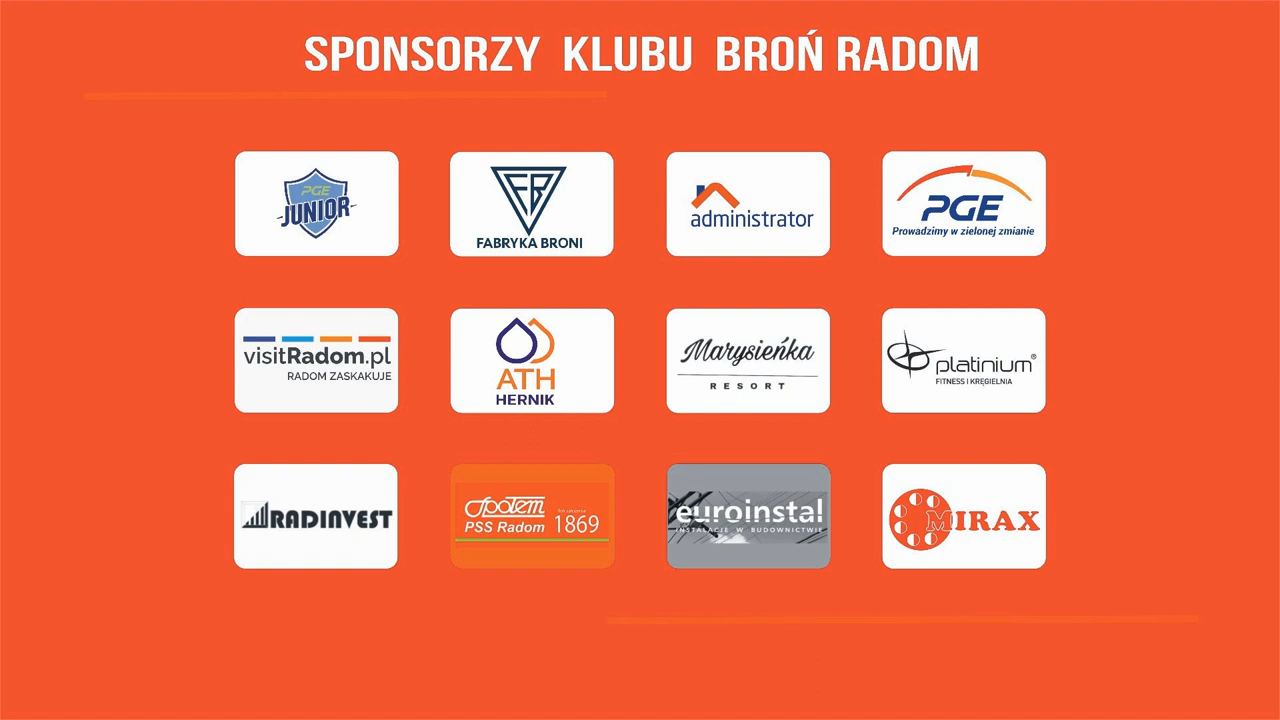 SPONSORZY KLUBU BROŃ RADOM
PGE
JUNIOR
FB
FABRYKA BRONI
administrator
PGE
Prowadzimy w zielonej zmianie
visitRadom.pl
RADOM ZASKAKUJE
ATH
HERNIK
Marysieńka
RESORT
platinium®
FITNESS I KRĘGIELNIA
RADINVEST
Społem
PSS Radom
1869
euroinstal
INSTALACJE W BUDOWNICTWIE
MIRAX